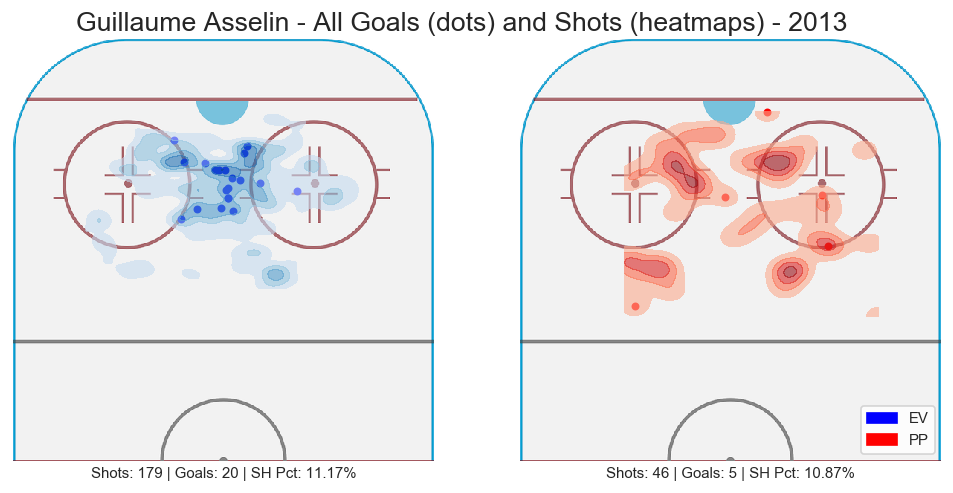 Guillaume Asselin - All Goals (dots) and Shots (heatmaps) - 2013
EV
PP
Shots: 179 | Goals: 20 | SH Pct: 11.17%
Shots: 46 | Goals: 5 | SH Pct: 10.87%